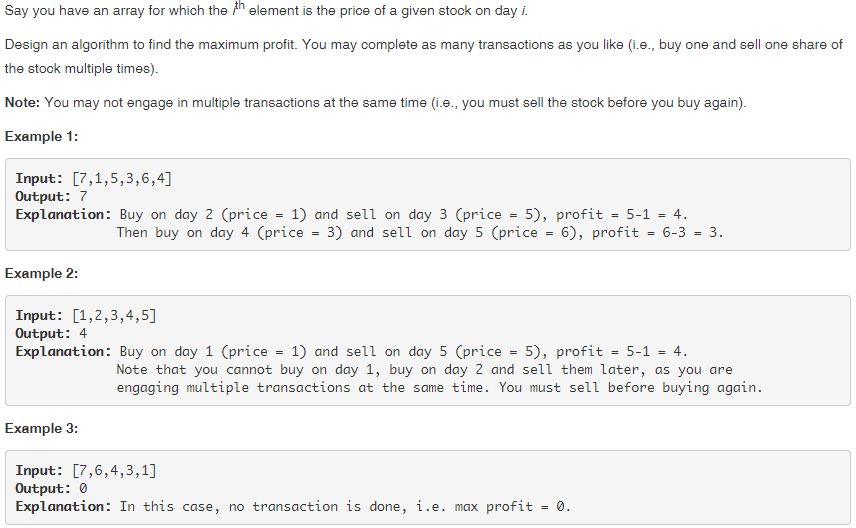 Say you have an array for which the ith element is the price of a given stock on day i.
Design an algorithm to find the maximum profit. You may complete as many transactions as you like (i.e., buy one and sell one share of
the stock multiple times).
Note: You may not engage in multiple transactions at the same time (i.e., you must sell the stock before you buy again).
Example 1:
Input: [7,1,5,3,6,4]
Output: 7
Explanation: Buy on day 2 (price = 1) and sell on day 3 (price = 5), profit = 5-1 = 4.
Then buy on day 4 (price = 3) and sell on day 5 (price = 6), profit = 6-3 = 3.
Example 2:
Input: [1,2,3,4,5]
Output: 4
Explanation: Buy on day 1 (price = 1) and sell on day 5 (price = 5), profit = 5-1 = 4.
Note that you cannot buy on day 1, buy on day 2 and sell them later, as you are
engaging multiple transactions at the same time. You must sell before buying again.
Example 3:
Input: [7,6,4,3,1]
Output: 0
Explanation: In this case, no transaction is done, i.e. max profit = 0.